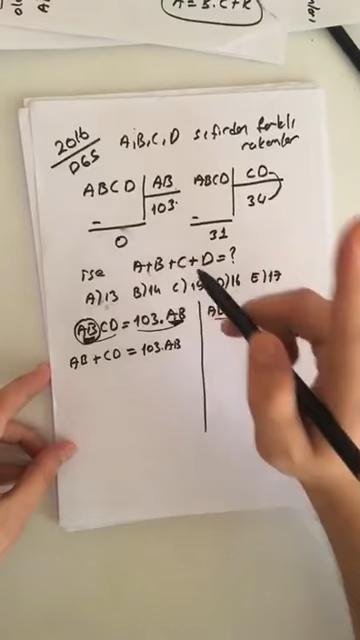 A = B.C+K
2016
DGS
A,B,C,D sıfırdan farklı
rakamlar
ABCD AB
103
-
0
ABCD CD
34
-
31
ise A+B+C+D=?
A)13 B)14 C)15 D)16 E)17
ABCD = 103.AB
AB+CD = 103.AB